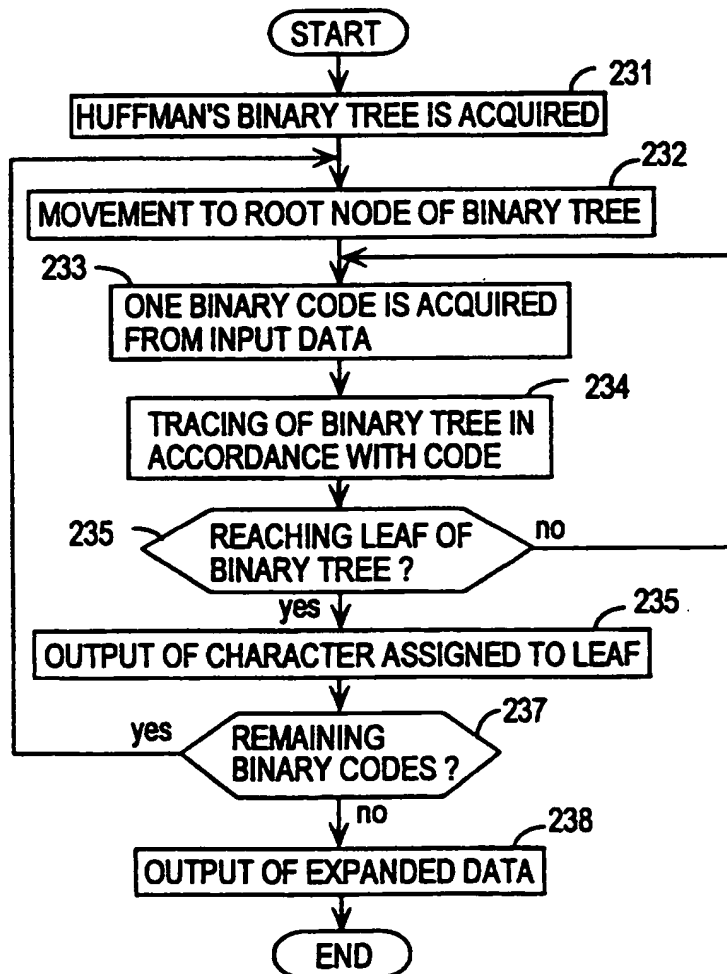 START
231
HUFFMAN'S BINARY TREE IS ACQUIRED
232
MOVEMENT TO ROOT NODE OF BINARY TREE
233
ONE BINARY CODE IS ACQUIRED
FROM INPUT DATA
234
TRACING OF BINARY TREE IN
ACCORDANCE WITH CODE
235
REACHING LEAF OF
BINARY TREE ?
no
yes
235
OUTPUT OF CHARACTER ASSIGNED TO LEAF
yes
237
REMAINING
BINARY CODES ?
no
238
OUTPUT OF EXPANDED DATA
END